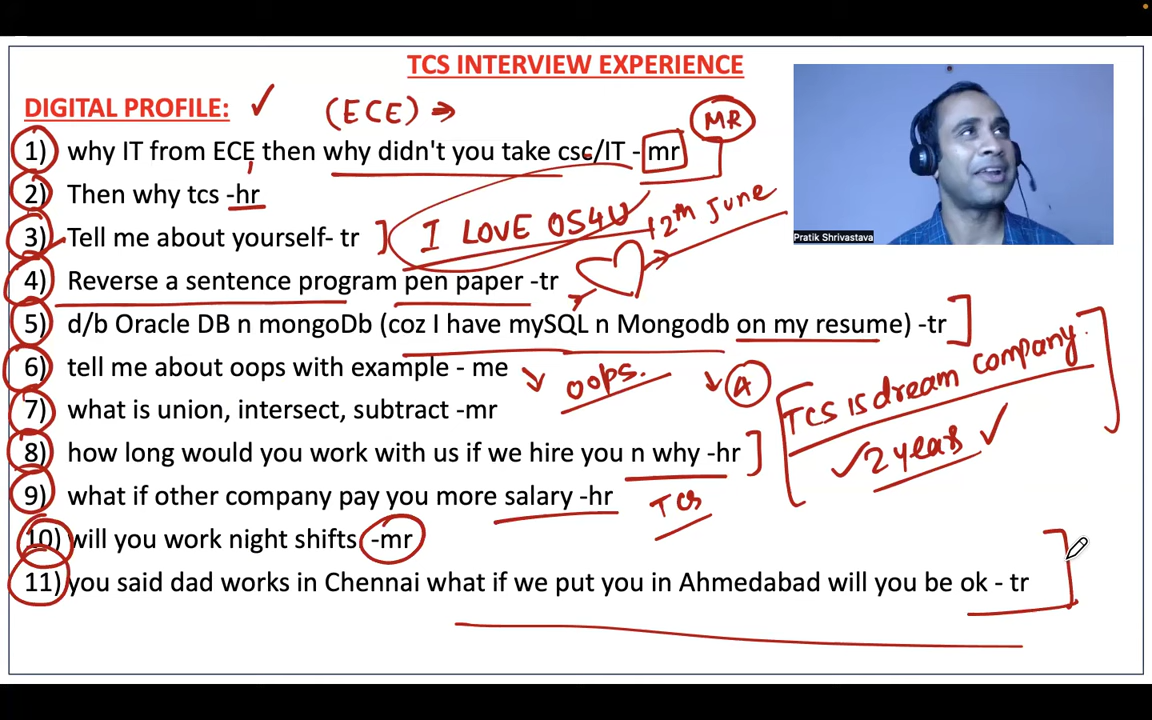 TCS INTERVIEW EXPERIENCE
DIGITAL PROFILE: ✓ (ECE) →
MR
1) why IT from ECE then why didn't you take csc/IT - mr
2) Then why tcs -hr
Pratik Shrivastava
3) Tell me about yourself- tr ] I LOVE OS4U 12th June
4) Reverse a sentence program pen paper -tr
5) d/b Oracle DB n mongoDb (coz I have mySQL n Mongodb on my resume) -tr ]
6) tell me about oops with example - me oops. A
TCS is dream company.
7) what is union, intersect, subtract -mr
8) how long would you work with us if we hire you n why -hr ] ✓ 2 years ✓
9) what if other company pay you more salary -hr TCS
10) will you work night shifts -mr
11) you said dad works in Chennai what if we put you in Ahmedabad will you be ok - tr ]